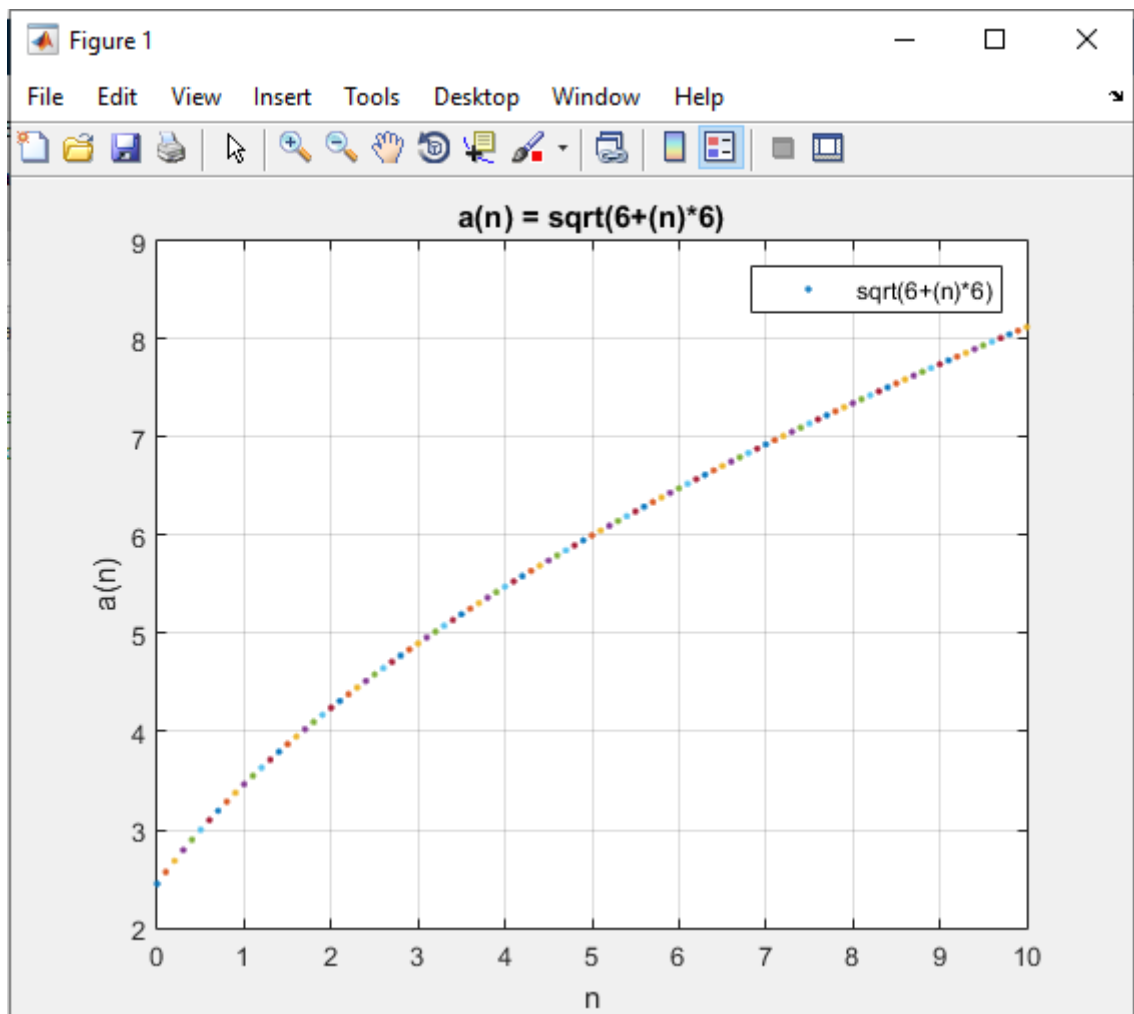 Figure 1
File Edit View Insert Tools Desktop Window Help
a(n) = sqrt(6+(n)*6)
sqrt(6+(n)*6)
9
8
7
6
5
4
3
2
a(n)
0 1 2 3 4 5 6 7 8 9 10
n